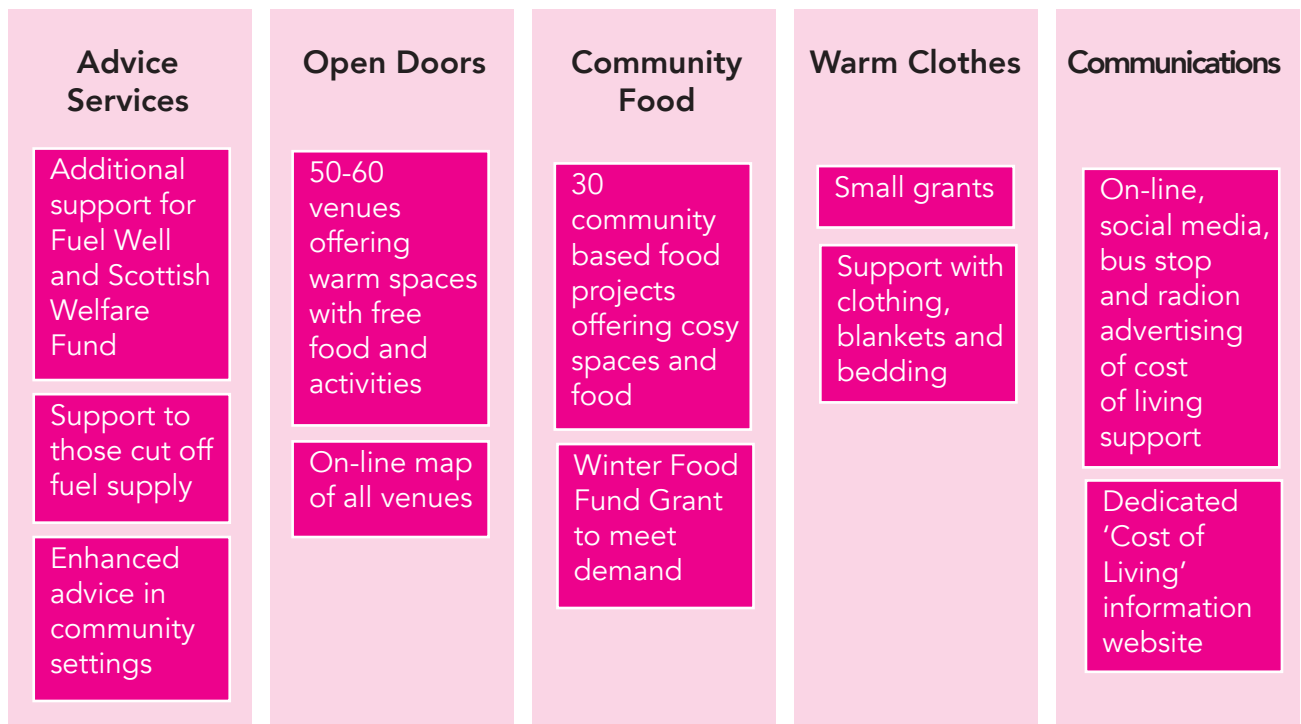 Advice
Services
Additional
support for
Fuel Well
and Scottish
Welfare
Fund
Support to
those cut off
fuel supply
Enhanced
advice in
community
settings
Open Doors
50-60
venues
offering
warm spaces
with free
food and
activities
On-line map
of all venues
Community
Food
30
community
based food
projects
offering cosy
spaces and
food
Winter Food
Fund Grant
to meet
demand
Warm Clothes
Small grants
Support with
clothing,
blankets and
bedding
Communications
On-line,
social media,
bus stop
and radion
advertising
of cost
of living
support
Dedicated
‘Cost of
Living’
information
website